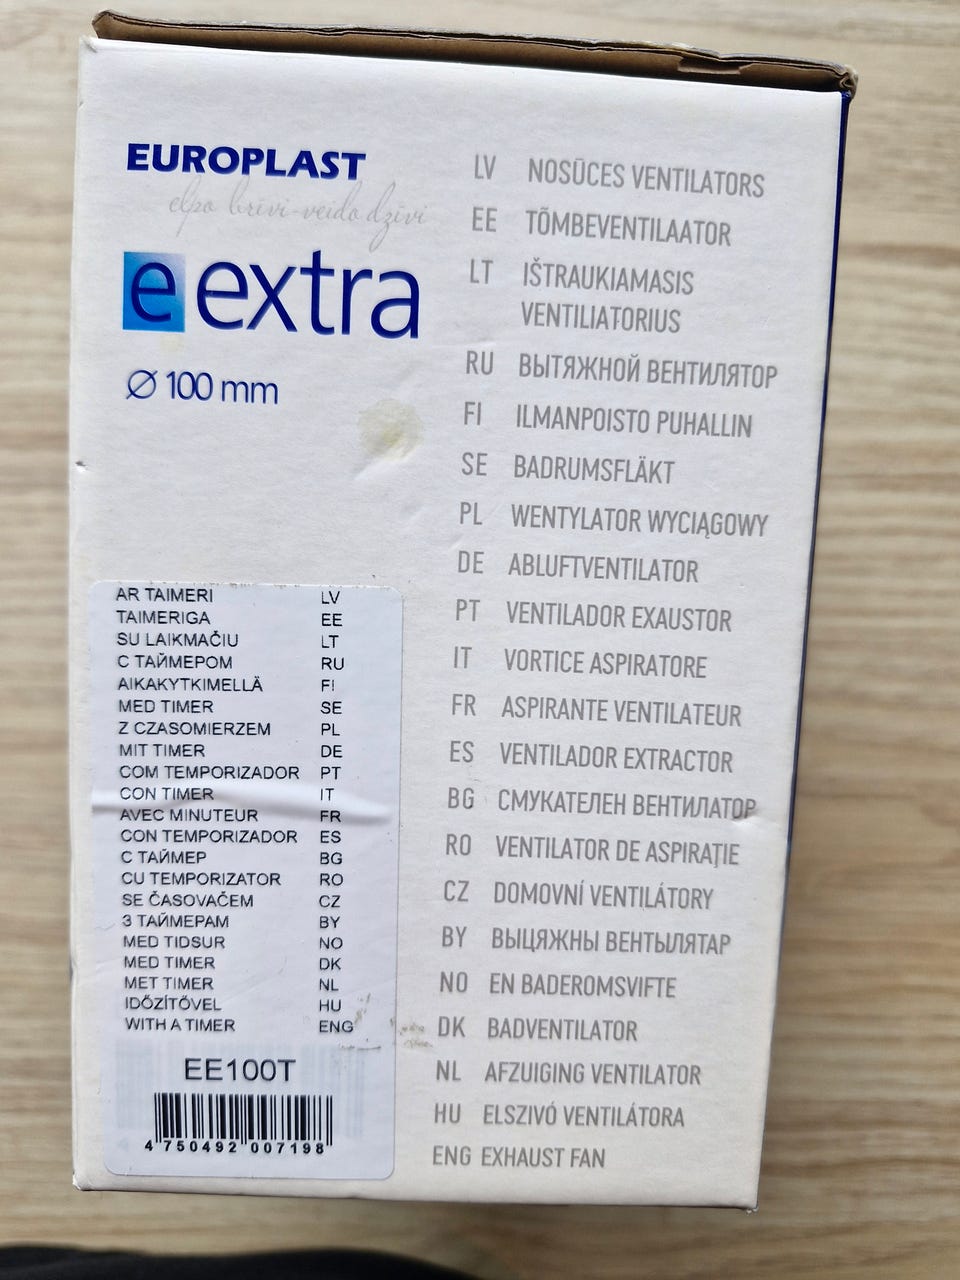 EUROPLAST
elpo brīvi-veido dzīvi
e extra
Ø 100 mm
LV NOSŪCES VENTILATORS
EE TÕMBEVENTILAATOR
LT IŠTRAUKIAMASIS
VENTILIATORIUS
RU ВЫТЯЖНОЙ ВЕНТИЛЯТОР
FI ILMANPOISTO PUHALLIN
SE BADRUMSFLÄKT
PL WENTYLATOR WYCIĄGOWY
DE ABLUFTVENTILATOR
PT VENTILADOR EXAUSTOR
IT VORTICE ASPIRATORE
FR ASPIRANTE VENTILATEUR
ES VENTILADOR EXTRACTOR
BG СМУКАТЕЛЕН ВЕНТИЛАТОР
RO VENTILATOR DE ASPIRAŢIE
CZ DOMOVNÍ VENTILÁTORY
BY ВЫЦЯЖНЫ ВЕНТЫЛЯТАР
NO EN BADEROMSVIFTE
DK BADVENTILATOR
NL AFZUIGING VENTILATOR
HU ELSZIVÓ VENTILÁTORA
ENG EXHAUST FAN
AR TAIMERI LV
TAIMERIGA EE
SU LAIKMAČIU LT
С ТАЙМЕРОМ RU
AIKAKYTKIMELLÄ FI
MED TIMER SE
Z CZASOMIERZEM PL
MIT TIMER DE
COM TEMPORIZADOR PT
CON TIMER IT
AVEC MINUTEUR FR
CON TEMPORIZADOR ES
С ТАЙМЕР BG
CU TEMPORIZATOR RO
SE ČASOVAČEM CZ
З ТАЙМЕРАМ BY
MED TIDSUR NO
MED TIMER DK
MET TIMER NL
IDŐZÍTŐVEL HU
WITH A TIMER ENG
EE100T
4 750492 007198